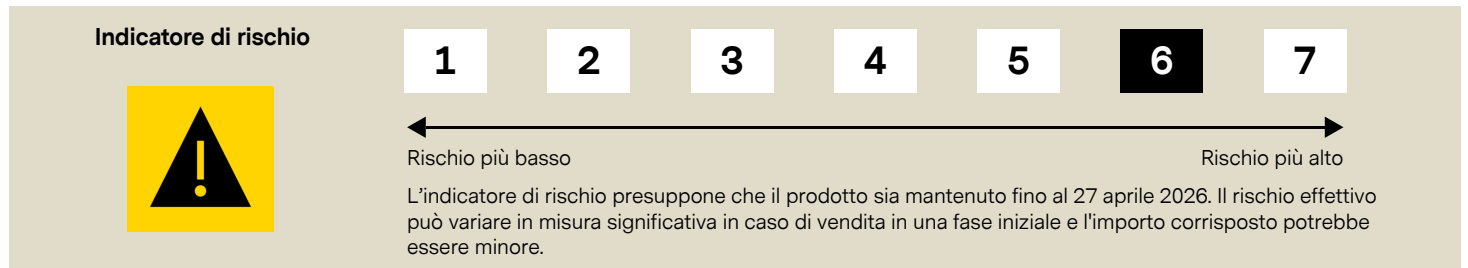 Indicatore di rischio
1 2 3 4 5 6 7
Rischio più basso Rischio più alto
L'indicatore di rischio presuppone che il prodotto sia mantenuto fino al 27 aprile 2026. Il rischio effettivo
può variare in misura significativa in caso di vendita in una fase iniziale e l'importo corrisposto potrebbe
essere minore.